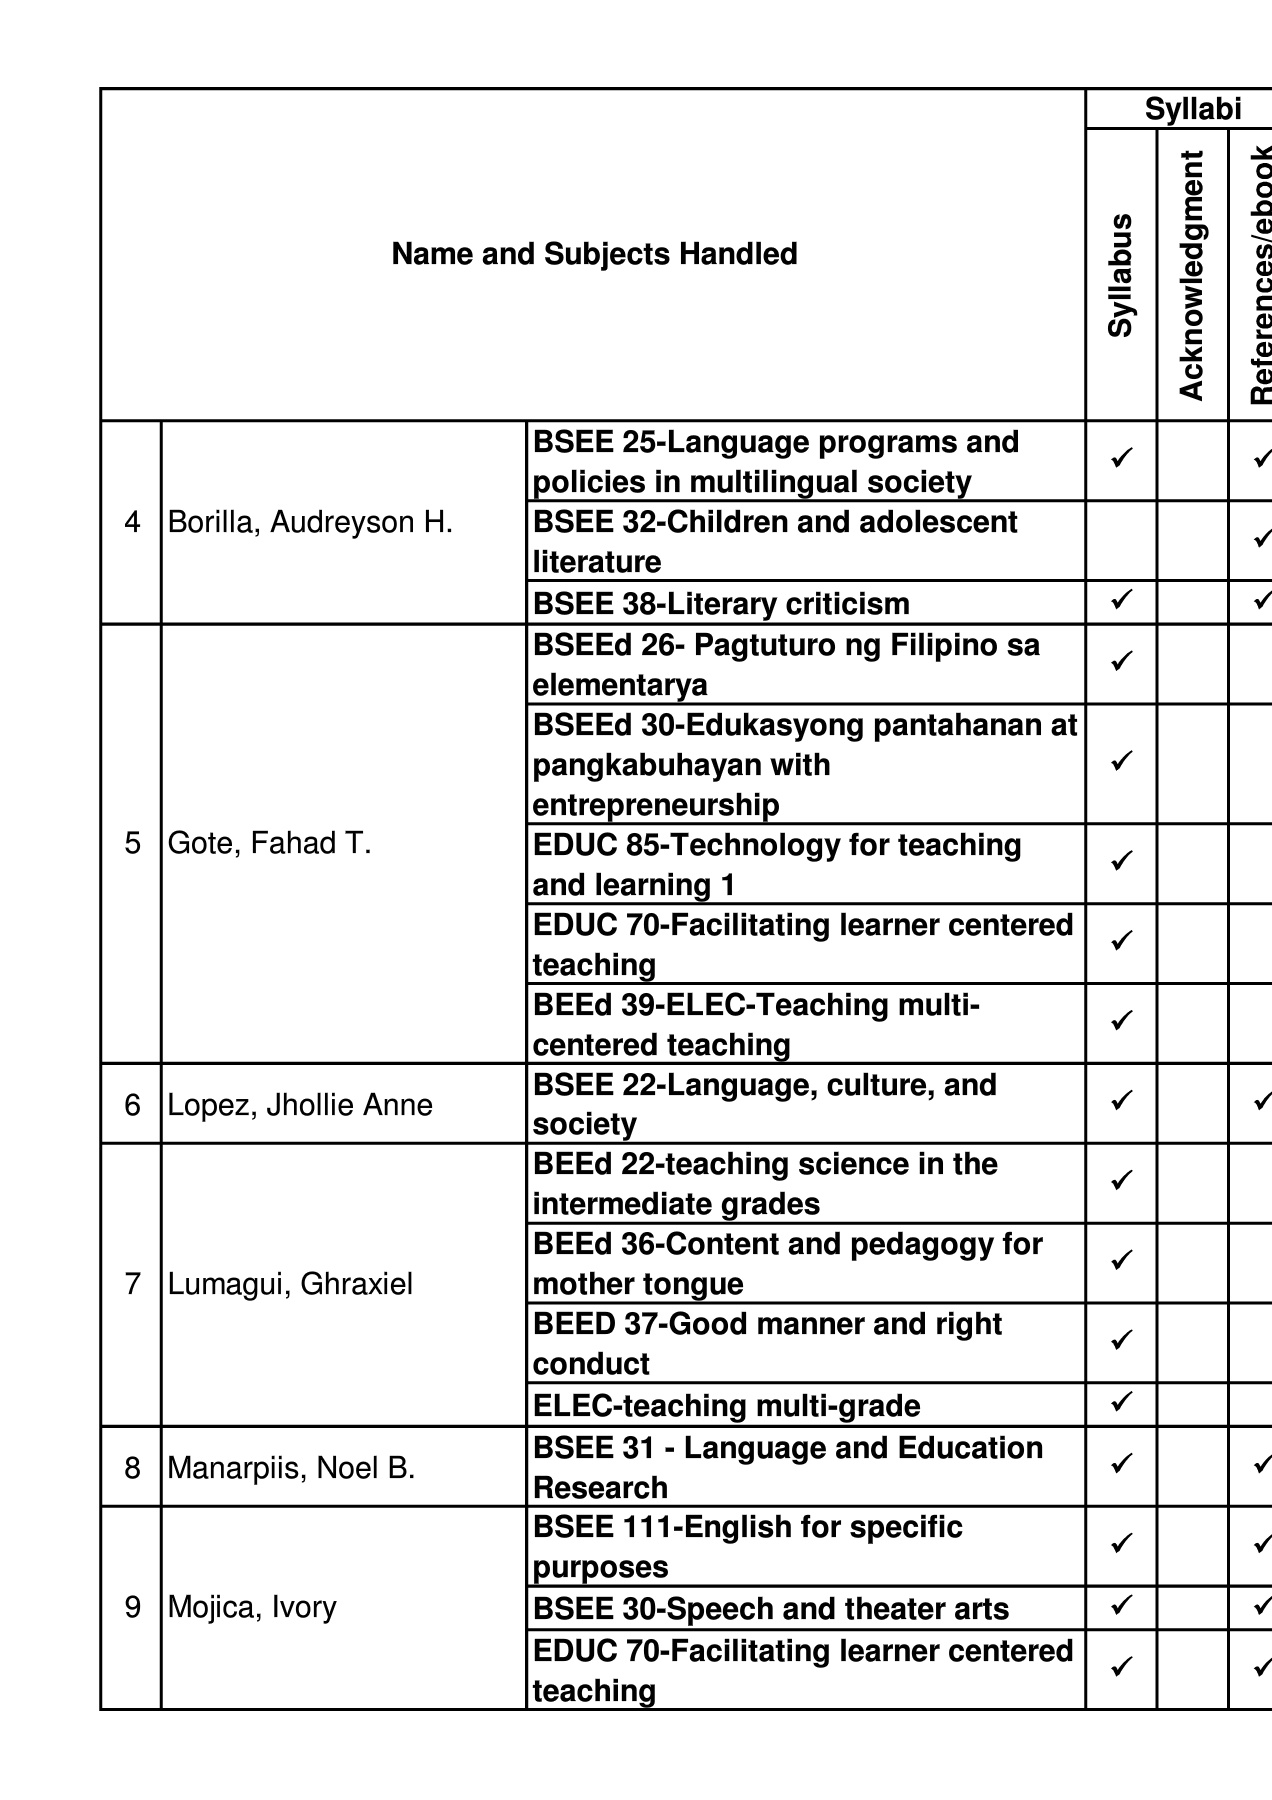 Syllabi
Name and Subjects Handled
Syllabus
Acknowledgment
References/ebook
4
Borilla, Audreyson H.
BSEE 25-Language programs and
policies in multilingual society
✓
✓
BSEE 32-Children and adolescent
literature
✓
BSEE 38-Literary criticism
✓
✓
5
Gote, Fahad T.
BSEEd 26- Pagtuturo ng Filipino sa
elementarya
✓
BSEEd 30-Edukasyong pantahanan at
pangkabuhayan with
entrepreneurship
✓
EDUC 85-Technology for teaching
and learning 1
✓
EDUC 70-Facilitating learner centered
teaching
✓
BEEd 39-ELEC-Teaching multi-
centered teaching
✓
6
Lopez, Jhollie Anne
BSEE 22-Language, culture, and
society
✓
✓
7
Lumagui, Ghraxiel
BEEd 22-teaching science in the
intermediate grades
✓
BEEd 36-Content and pedagogy for
mother tongue
✓
BEED 37-Good manner and right
conduct
✓
ELEC-teaching multi-grade
✓
8
Manarpiis, Noel B.
BSEE 31 - Language and Education
Research
✓
✓
9
Mojica, Ivory
BSEE 111-English for specific
purposes
✓
✓
BSEE 30-Speech and theater arts
✓
✓
EDUC 70-Facilitating learner centered
teaching
✓
✓